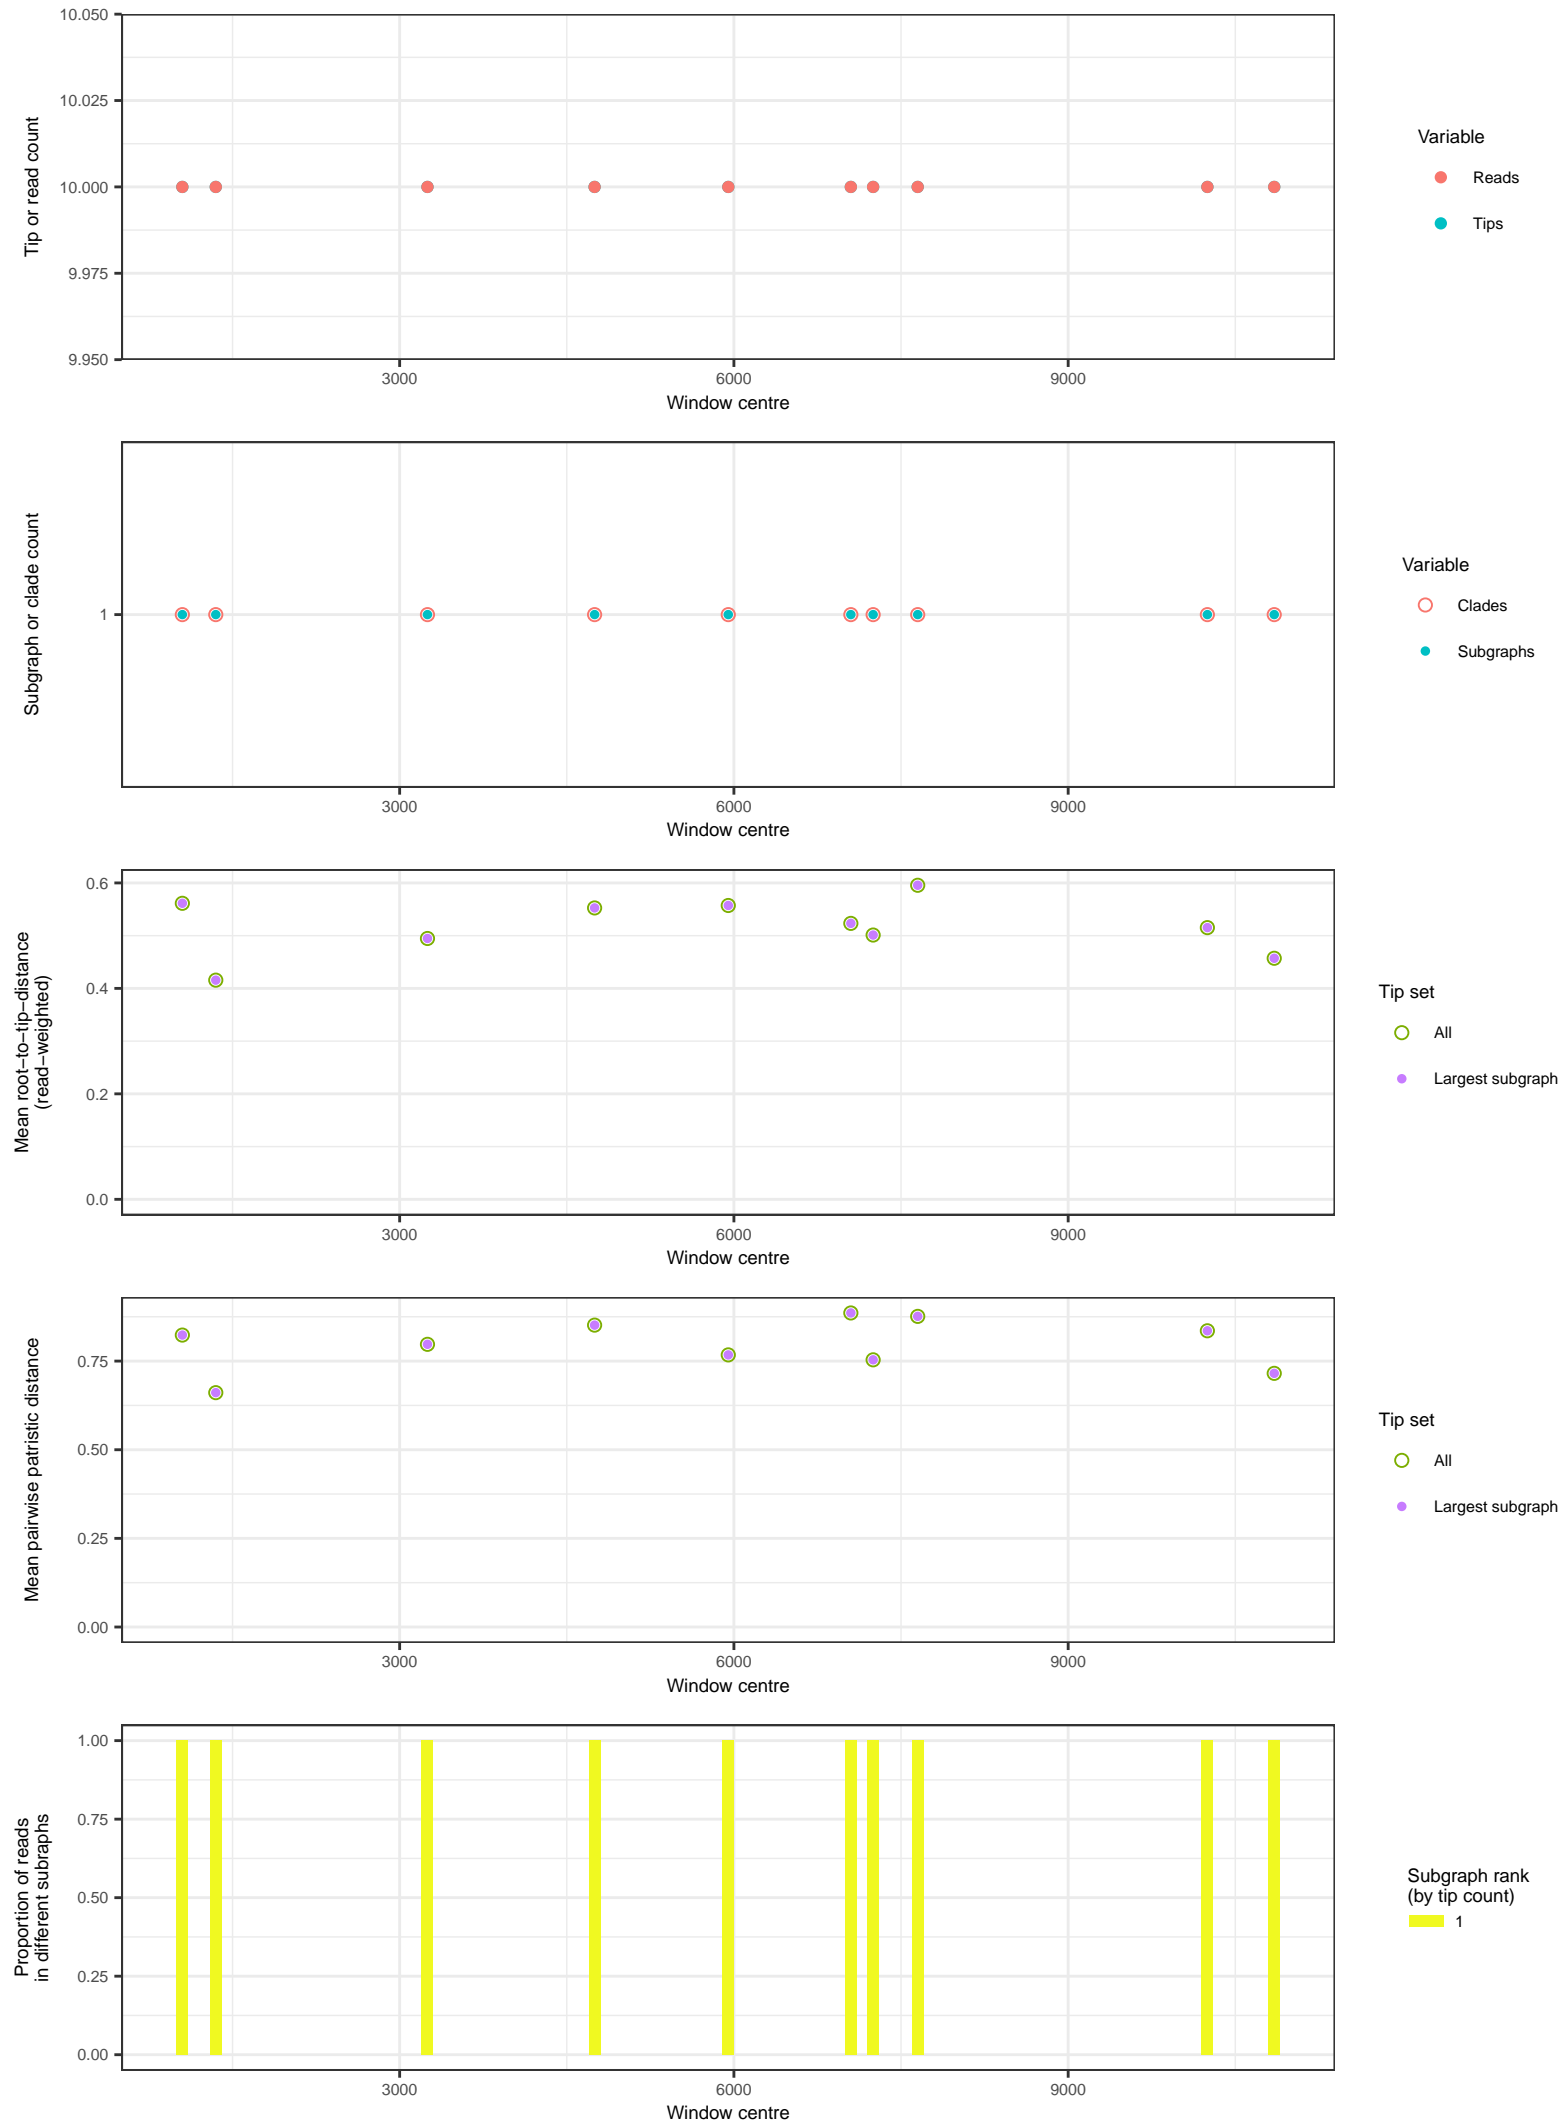 10.050
10.025
10.000
9.975
9.950
Tip or read count
3000
6000
9000
Window centre
Variable
Reads
Tips
1
Subgraph or clade count
3000
6000
9000
Window centre
Variable
Clades
Subgraphs
0.6
0.4
0.2
0.0
Mean root−to−tip−distance
(read−weighted)
3000
6000
9000
Window centre
Tip set
All
Largest subgraph
0.75
0.50
0.25
0.00
Mean pairwise patristic distance
3000
6000
9000
Window centre
Tip set
All
Largest subgraph
1.00
0.75
0.50
0.25
0.00
Proportion of reads
in different subraphs
3000
6000
9000
Window centre
Subgraph rank
(by tip count)
1